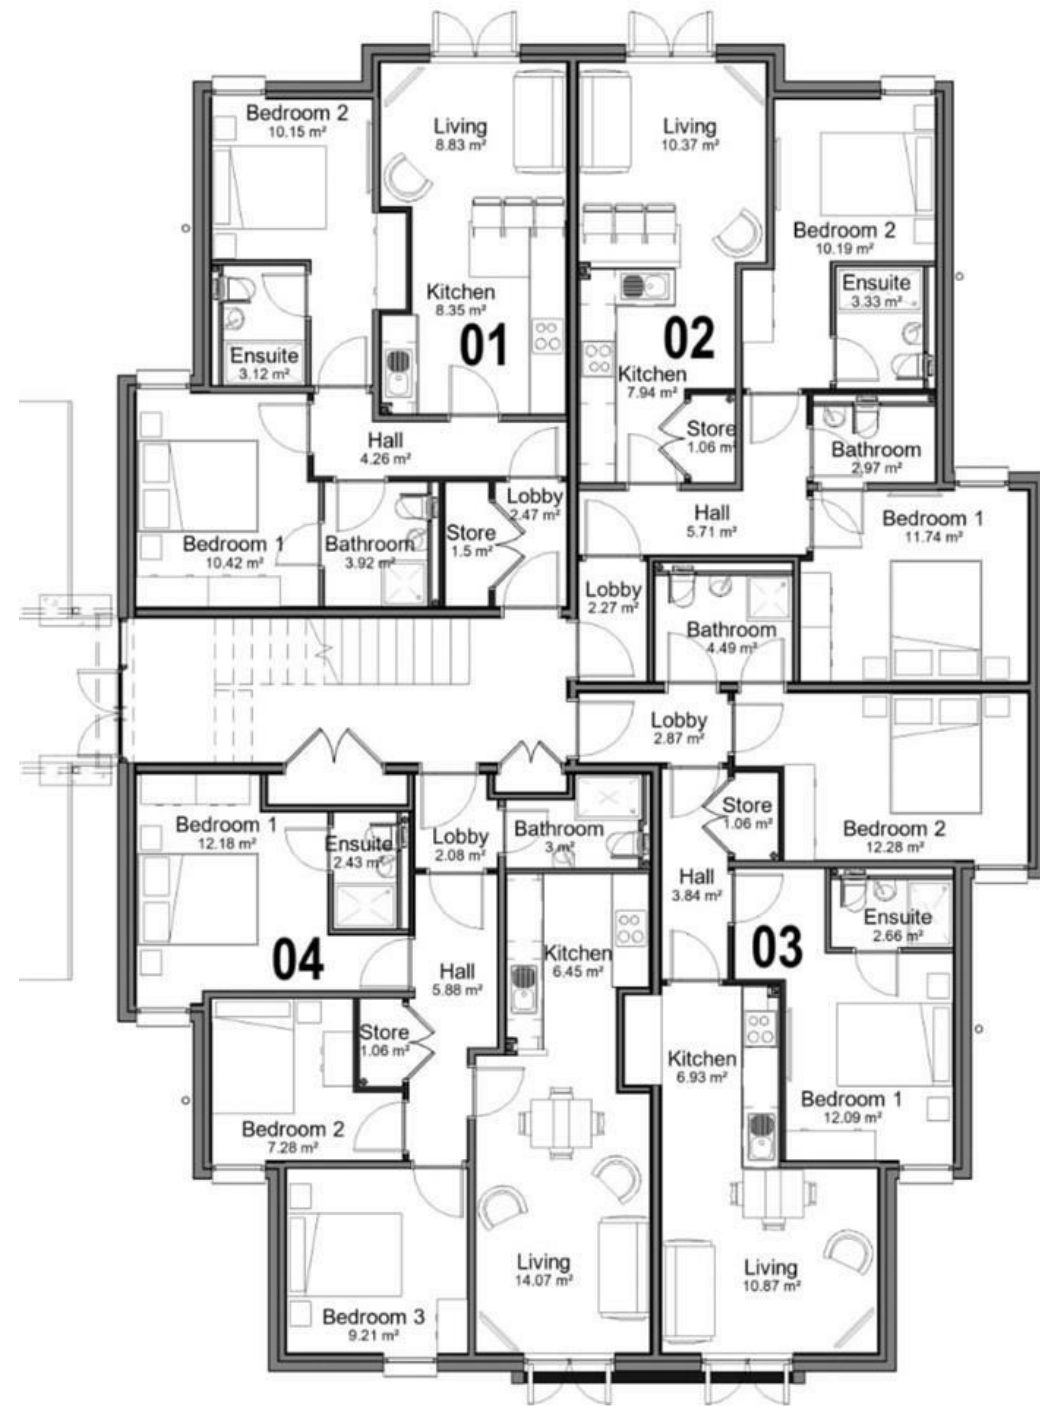 Bedroom 2
10.15 m²
Living
8.83 m²
Kitchen
8.35 m²
01
Ensuite
3.12 m²
Hall
4.26 m²
Lobby
2.47 m²
Store
1.5 m²
Bedroom 1
10.42 m²
Bathroom
3.92 m²
Living
10.37 m²
Bedroom 2
10.19 m²
Ensuite
3.33 m²
02
Kitchen
7.94 m²
Store
1.06 m²
Bathroom
2.97 m²
Hall
5.71 m²
Bedroom 1
11.74 m²
Lobby
2.27 m²
Bathroom
4.49 m²
Lobby
2.87 m²
Store
1.06 m²
Bedroom 2
12.28 m²
Hall
3.84 m²
03
Ensuite
2.66 m²
Kitchen
6.93 m²
Bedroom 1
12.09 m²
Living
10.87 m²
Bedroom 1
12.18 m²
Ensuite
2.43 m²
Lobby
2.08 m²
Bathroom
3 m²
04
Hall
5.88 m²
Kitchen
6.45 m²
Store
1.06 m²
Bedroom 2
7.28 m²
Living
14.07 m²
Bedroom 3
9.21 m²